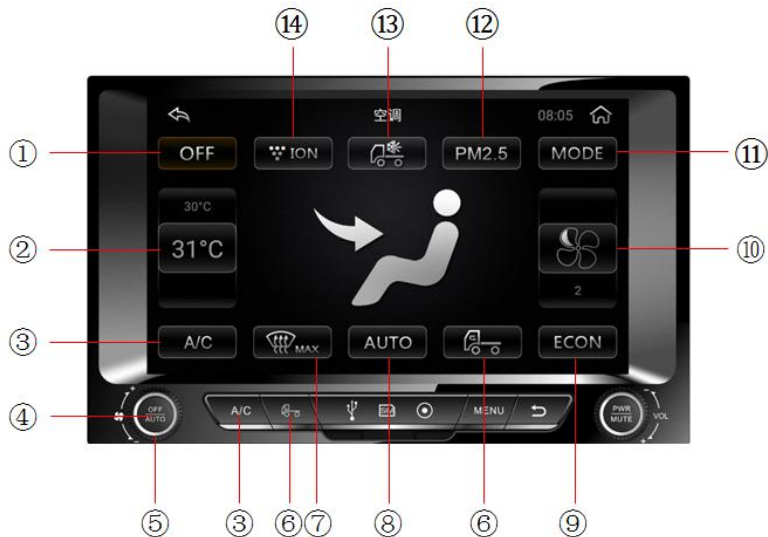 ⑭ ⑬ ⑫
空调 08:05
① OFF ION PM2.5 MODE ⑪
30°C
② 31°C ⑩
2
③ A/C MAX AUTO G ECON ⑨
④ OFF AUTO A/C MENU PWR MUTE VOL
⑤ ③ ⑥ ⑦ ⑧ ⑥ ⑨